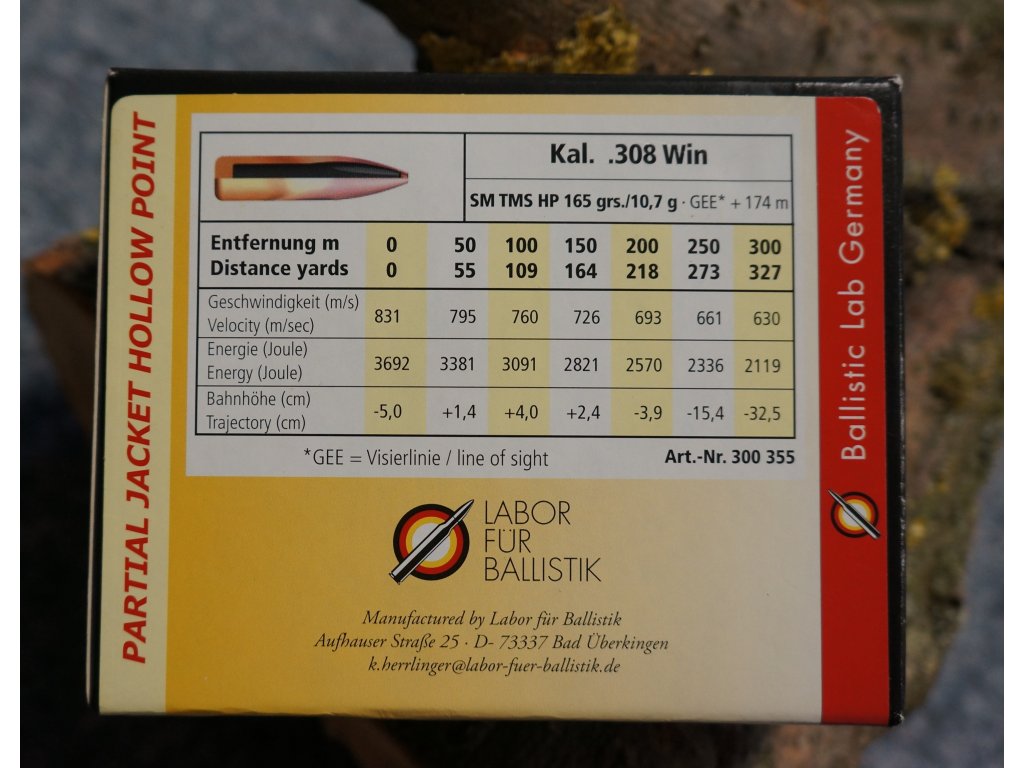 PARTIAL JACKET HOLLOW POINT
Kal. .308 Win
SM TMS HP 165 grs./10,7 g · GEE* + 174 m
Entfernung m 0 50 100 150 200 250 300
Distance yards 0 55 109 164 218 273 327
Geschwindigkeit (m/s)
Velocity (m/sec) 831 795 760 726 693 661 630
Energie (Joule)
Energy (Joule) 3692 3381 3091 2821 2570 2336 2119
Bahnhöhe (cm)
Trajectory (cm) -5,0 +1,4 +4,0 +2,4 -3,9 -15,4 -32,5
*GEE = Visierlinie / line of sight Art.-Nr. 300 355
LABOR
FÜR
BALLISTIK
Manufactured by Labor für Ballistik
Aufhauser Straße 25 · D- 73337 Bad Überkingen
k.herrlinger@labor-fuer-ballistik.de
Ballistic Lab Germany